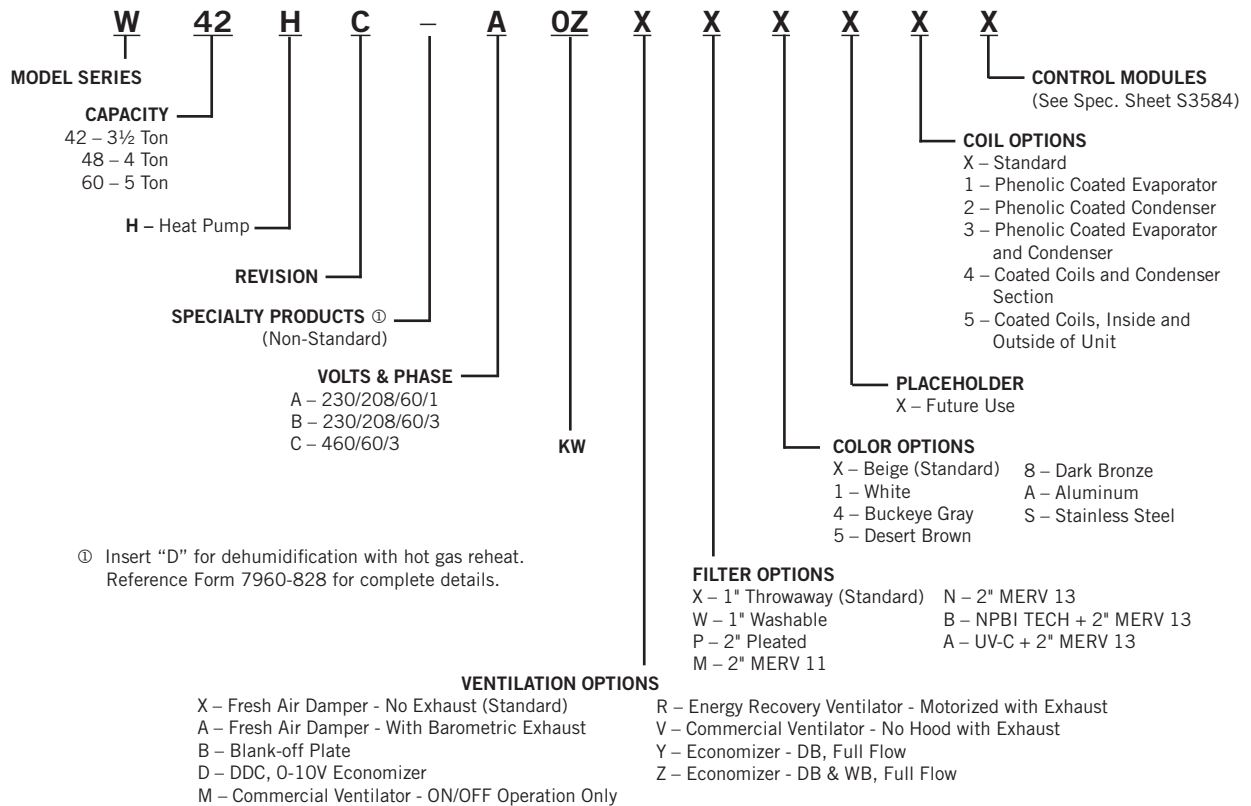 W 42 H C – A 0Z X X X X X X
MODEL SERIES
CAPACITY
42 – 3½ Ton
48 – 4 Ton
60 – 5 Ton
H – Heat Pump
REVISION
SPECIALTY PRODUCTS ①
(Non-Standard)
VOLTS & PHASE
A – 230/208/60/1
B – 230/208/60/3
C – 460/60/3
KW
CONTROL MODULES
(See Spec. Sheet S3584)
COIL OPTIONS
X – Standard
1 – Phenolic Coated Evaporator
2 – Phenolic Coated Condenser
3 – Phenolic Coated Evaporator
and Condenser
4 – Coated Coils and Condenser
Section
5 – Coated Coils, Inside and
Outside of Unit
PLACEHOLDER
X – Future Use
COLOR OPTIONS
X – Beige (Standard)
1 – White
4 – Buckeye Gray
5 – Desert Brown
8 – Dark Bronze
A – Aluminum
S – Stainless Steel
① Insert “D” for dehumidification with hot gas reheat.
Reference Form 7960-828 for complete details.
FILTER OPTIONS
X – 1" Throwaway (Standard)
W – 1" Washable
P – 2" Pleated
M – 2" MERV 11
N – 2" MERV 13
B – NPBI TECH + 2" MERV 13
A – UV-C + 2" MERV 13
VENTILATION OPTIONS
X – Fresh Air Damper - No Exhaust (Standard)
A – Fresh Air Damper - With Barometric Exhaust
B – Blank-off Plate
D – DDC, 0-10V Economizer
M – Commercial Ventilator - ON/OFF Operation Only
R – Energy Recovery Ventilator - Motorized with Exhaust
V – Commercial Ventilator - No Hood with Exhaust
Y – Economizer - DB, Full Flow
Z – Economizer - DB & WB, Full Flow